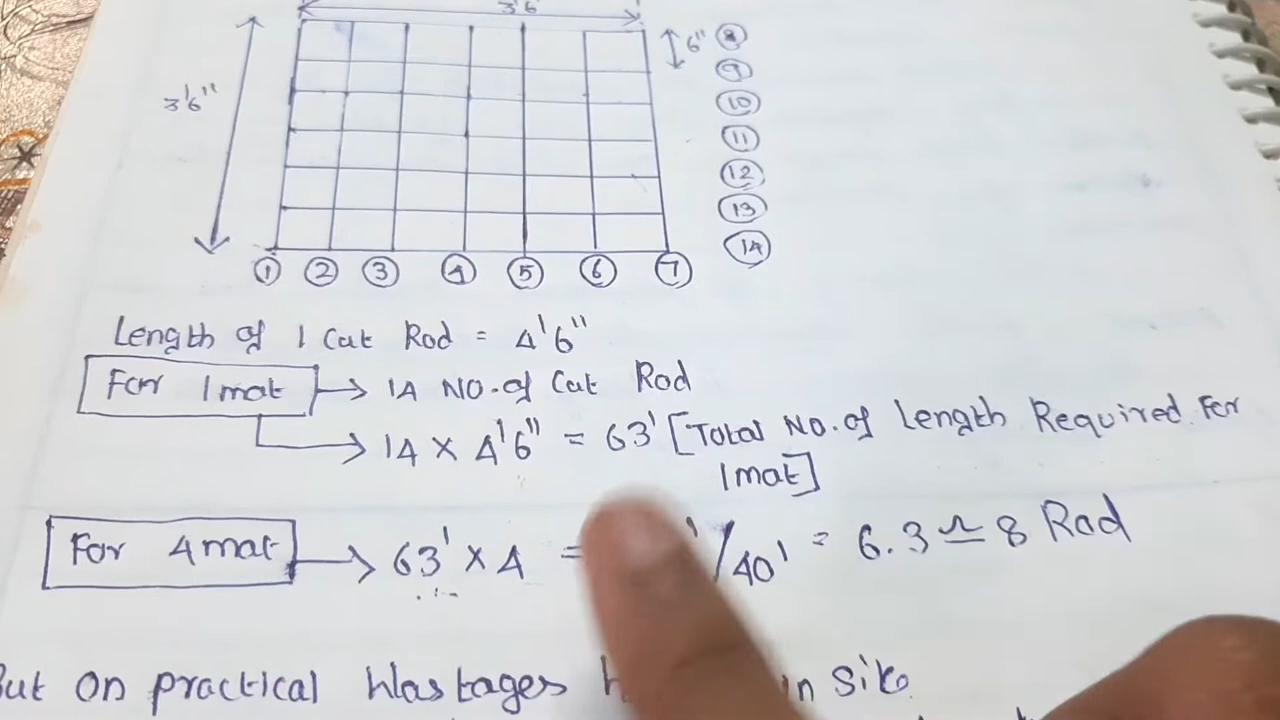 3'6"
6"
3'6"
8
9
10
11
12
13
14
1 2 3 4 5 6 7
Length of 1 Cut Rod = 4'6"
For 1mat → 14 No. of Cut Rod
→ 14 × 4'6" = 63' [Total No. of Length Required For
1mat]
For 4mat → 63' × 4 = /40' = 6.3 ≃ 8 Rod
But on practical Wastages in site